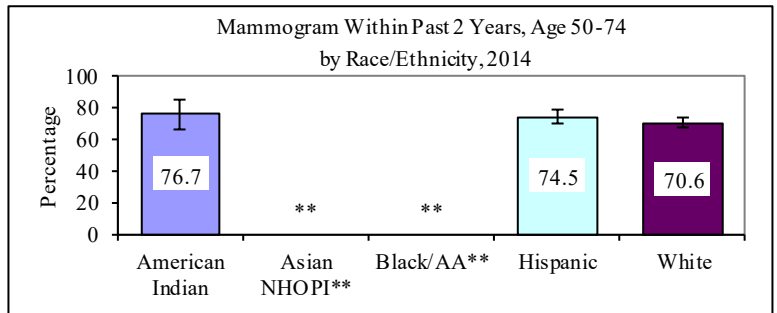 Mammogram Within Past 2 Years, Age 50-74
by Race/Ethnicity, 2014
Percentage
100
80
60
40
20
0
76.7
**
**
74.5
70.6
American Indian
Asian NHOPI**
Black/AA**
Hispanic
White